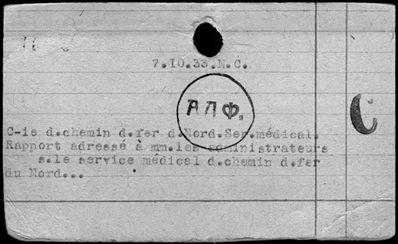 7.10.33.N.C.
АПФ.
C
C-ie d.chemin d.fer d.Nord.Ser.médical.
Rapport adressé à mm.les administrateurs
s.le service médical d.chemin d.fer
du Nord...